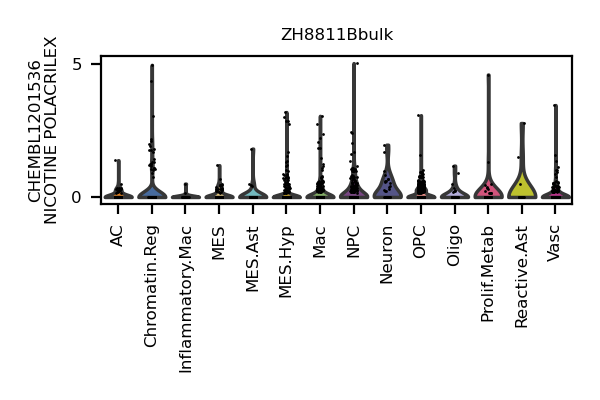 ZH8811Bbulk
CHEMBL1201536
NICOTINE POLACRILEX
5
0
AC
Chromatin.Reg
Inflammatory.Mac
MES
MES.Ast
MES.Hyp
Mac
NPC
Neuron
OPC
Oligo
Prolif.Metab
Reactive.Ast
Vasc